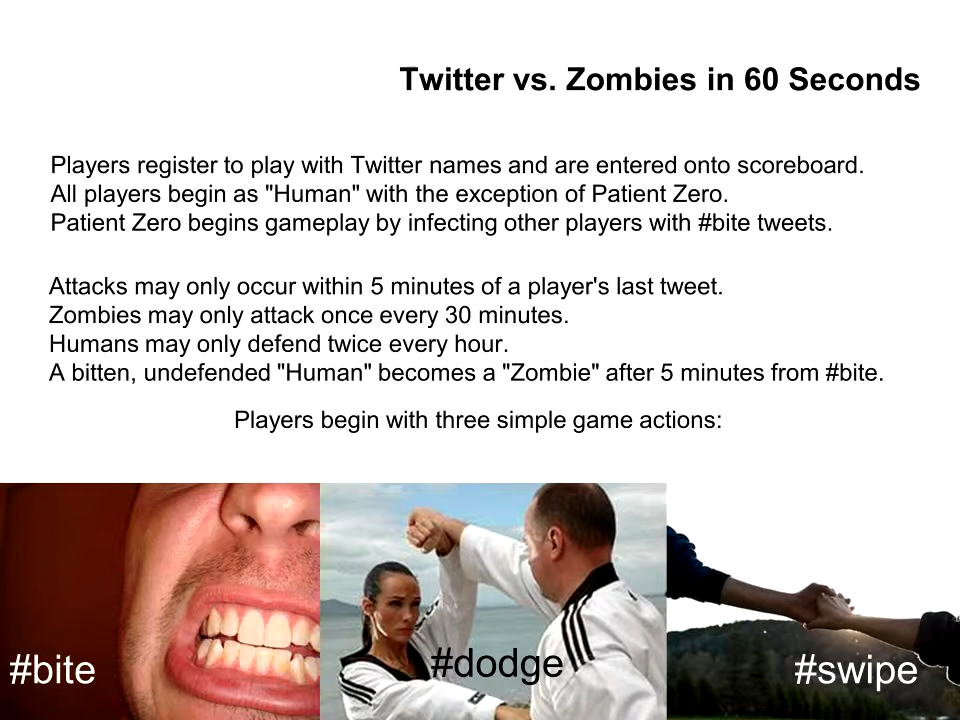 Twitter vs. Zombies in 60 Seconds
Players register to play with Twitter names and are entered onto scoreboard.
All players begin as "Human" with the exception of Patient Zero.
Patient Zero begins gameplay by infecting other players with #bite tweets.
Attacks may only occur within 5 minutes of a player's last tweet.
Zombies may only attack once every 30 minutes.
Humans may only defend twice every hour.
A bitten, undefended "Human" becomes a "Zombie" after 5 minutes from #bite.
Players begin with three simple game actions:
#bite
#dodge
#swipe